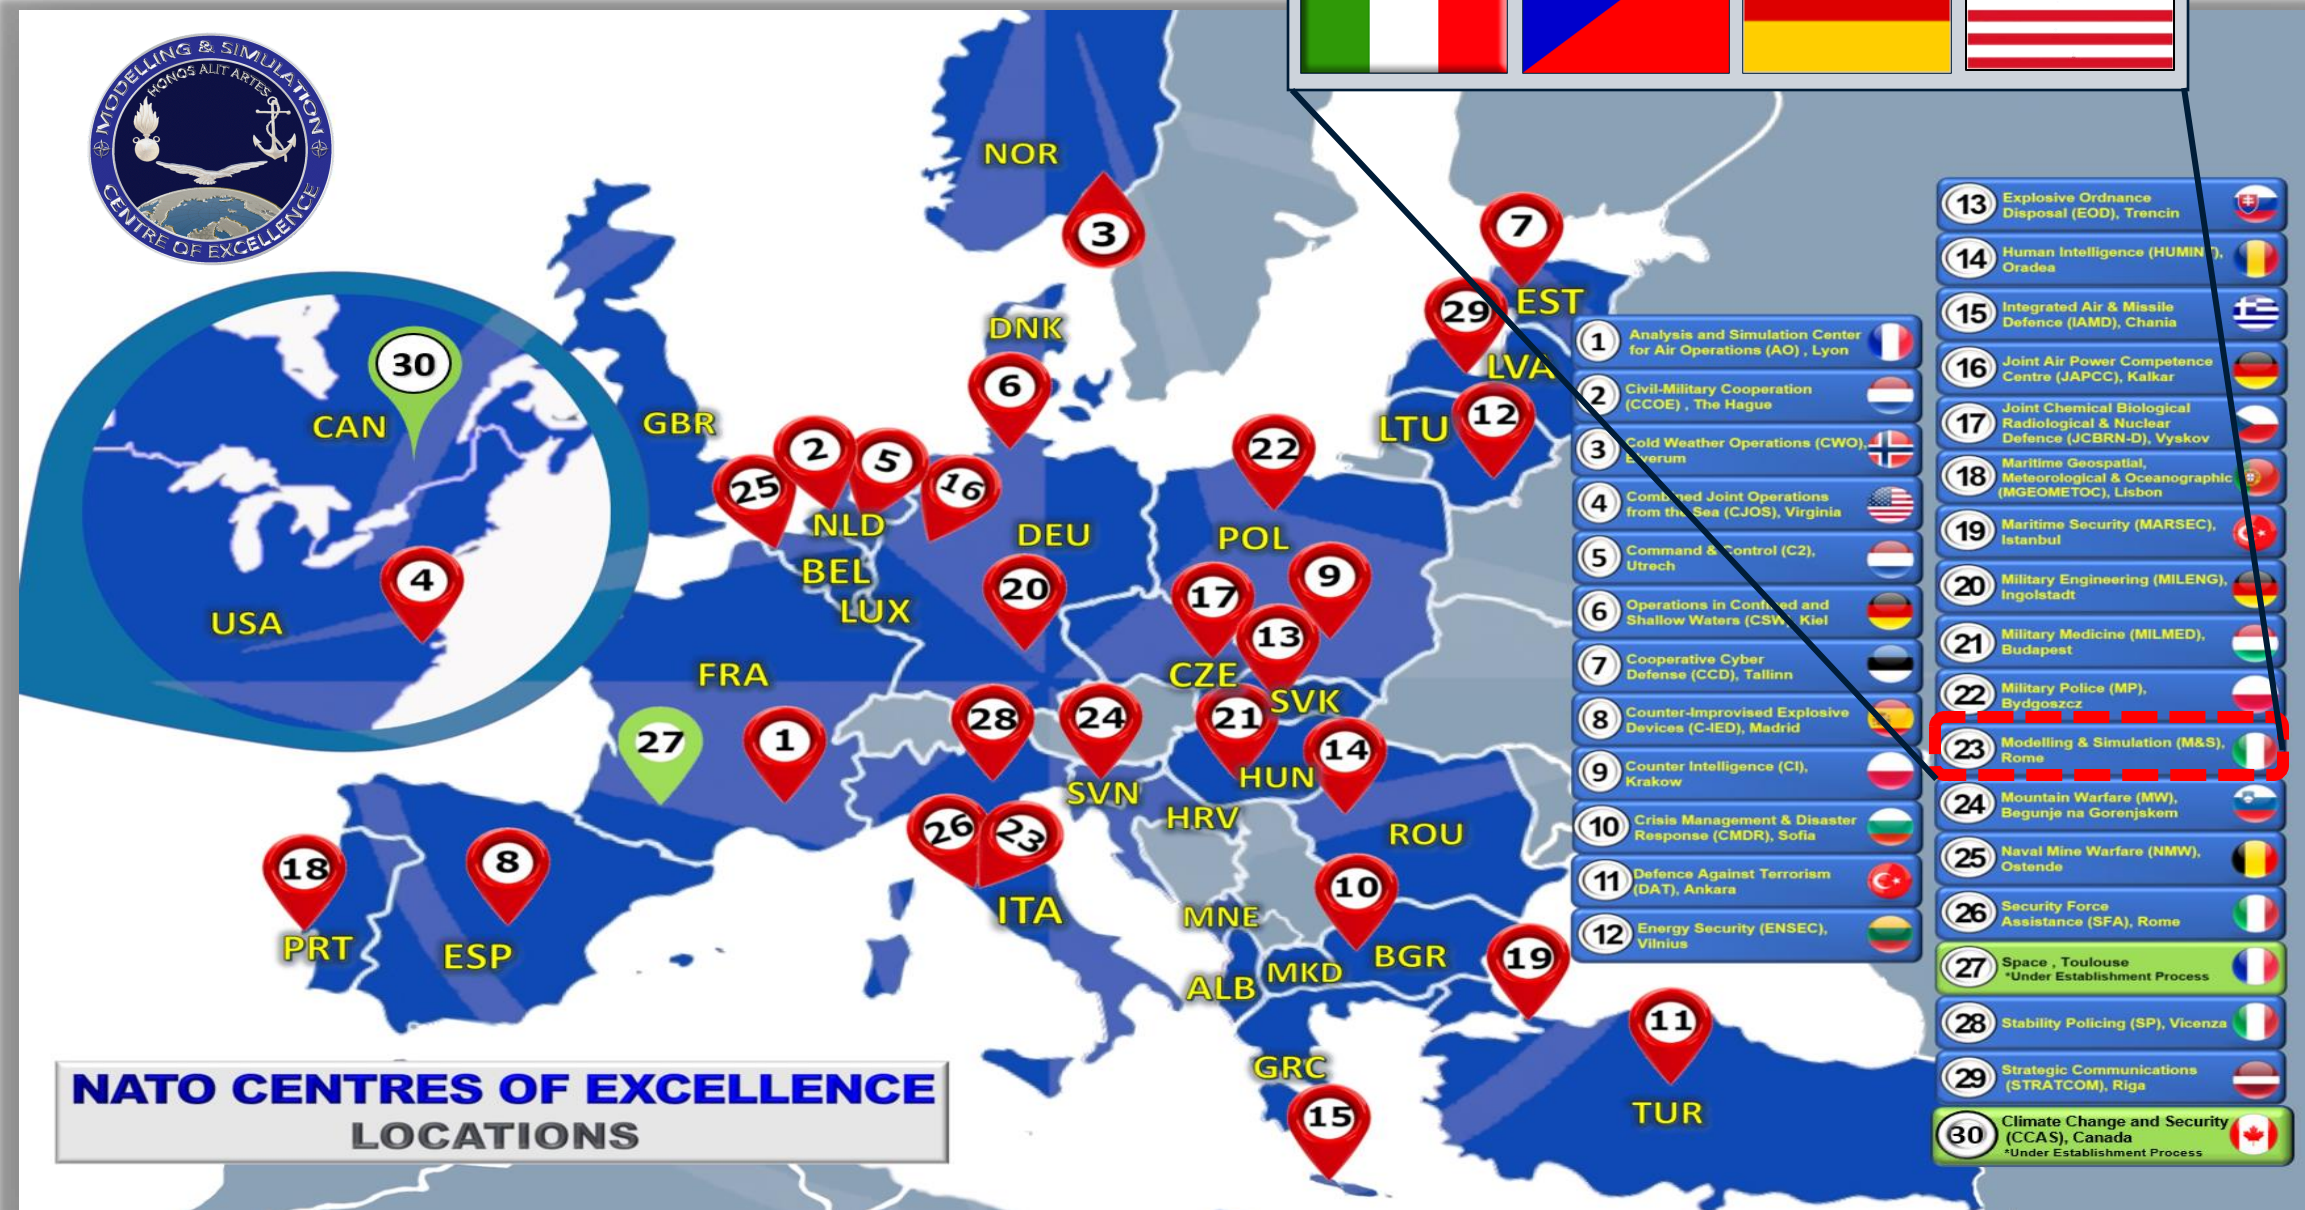 MODELLING & SIMULATION
HONOS ALIT ARTES
CENTRE OF EXCELLENCE
NOR
3
7
EST
29
LVA
DNK
6
CAN
30
GBR
LTU
12
2
5
25
16
22
NLD
DEU
POL
BEL
LUX
4
USA
20
17
9
13
CZE
SVK
FRA
27
1
28
24
21
14
HUN
SVN
HRV
ROU
26
23
18
8
ITA
10
PRT
ESP
MNE
BGR
19
ALB
MKD
11
GRC
15
TUR
NATO CENTRES OF EXCELLENCE
LOCATIONS
1
Analysis and Simulation Center
for Air Operations (AO) , Lyon
2
Civil-Military Cooperation
(CCOE) , The Hague
3
Cold Weather Operations (CWO),
Elverum
4
Combined Joint Operations
from the Sea (CJOS), Virginia
5
Command & Control (C2),
Utrech
6
Operations in Confined and
Shallow Waters (CSW), Kiel
7
Cooperative Cyber
Defense (CCD), Tallinn
8
Counter-Improvised Explosive
Devices (C-IED), Madrid
9
Counter Intelligence (CI),
Krakow
10
Crisis Management & Disaster
Response (CMDR), Sofia
11
Defence Against Terrorism
(DAT), Ankara
12
Energy Security (ENSEC),
Vilnius
13
Explosive Ordnance
Disposal (EOD), Trencin
14
Human Intelligence (HUMINT),
Oradea
15
Integrated Air & Missile
Defence (IAMD), Chania
16
Joint Air Power Competence
Centre (JAPCC), Kalkar
17
Joint Chemical Biological
Radiological & Nuclear
Defence (JCBRN-D), Vyskov
18
Maritime Geospatial,
Meteorological & Oceanographic
(MGEOMETOC), Lisbon
19
Maritime Security (MARSEC),
Istanbul
20
Military Engineering (MILENG),
Ingolstadt
21
Military Medicine (MILMED),
Budapest
22
Military Police (MP),
Bydgoszcz
23
Modelling & Simulation (M&S),
Rome
24
Mountain Warfare (MW),
Begunje na Gorenjskem
25
Naval Mine Warfare (NMW),
Ostende
26
Security Force
Assistance (SFA), Rome
27
Space , Toulouse
*Under Establishment Process
28
Stability Policing (SP), Vicenza
29
Strategic Communications
(STRATCOM), Riga
30
Climate Change and Security
(CCAS), Canada
*Under Establishment Process